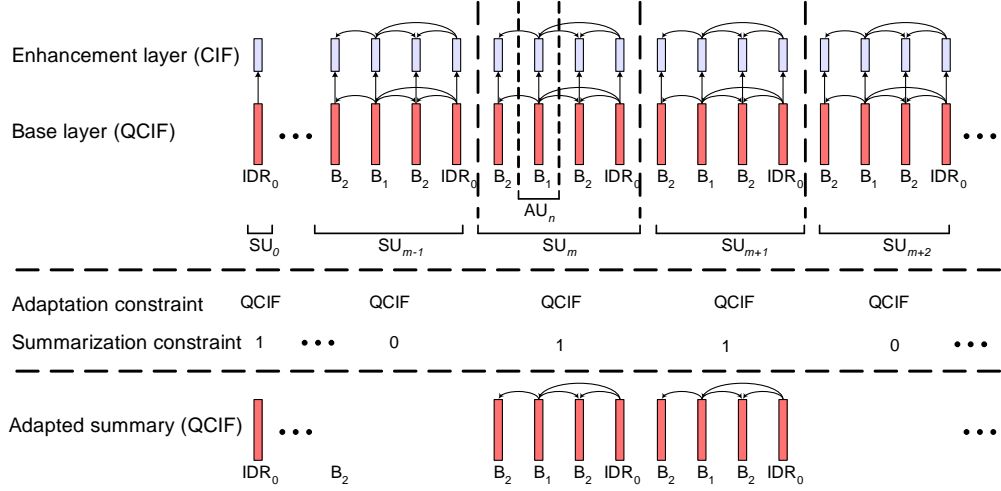 Enhancement layer (CIF)
Base layer (QCIF) ••• •••
IDR0 B2 B1 B2 IDR0 B2 B1 B2 IDR0 B2 B1 B2 IDR0 B2 B1 B2 IDR0
AUn
SU0 SUm-1 SUm SUm+1 SUm+2
Adaptation constraint QCIF QCIF QCIF QCIF QCIF
Summarization constraint 1 ••• 0 1 1 0 •••
Adapted summary (QCIF) ••• •••
IDR0 B2 B2 B1 B2 IDR0 B2 B1 B2 IDR0